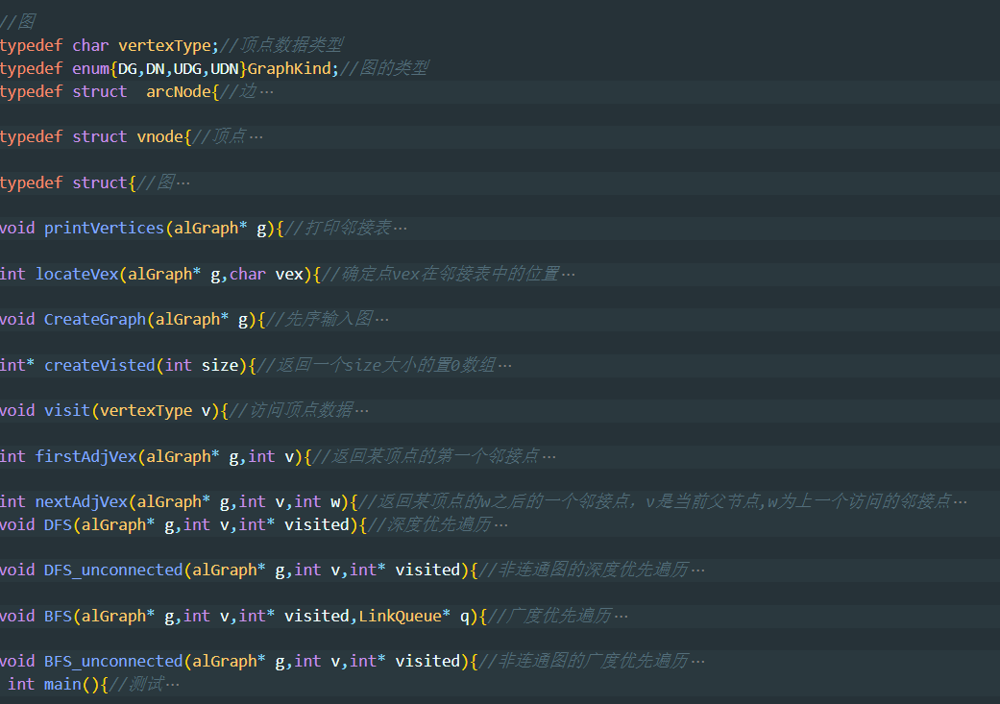 //图
typedef char vertexType;//顶点数据类型
typedef enum{DG,DN,UDG,UDN}GraphKind;//图的类型
typedef struct  arcNode{//边…
typedef struct vnode{//顶点…
typedef struct{//图…
void printVertices(alGraph* g){//打印邻接表…
int locateVex(alGraph* g,char vex){//确定点vex在邻接表中的位置…
void CreateGraph(alGraph* g){//先序输入图…
int* createVisted(int size){//返回一个size大小的置0数组…
void visit(vertexType v){//访问顶点数据…
int firstAdjVex(alGraph* g,int v){//返回某顶点的第一个邻接点…
int nextAdjVex(alGraph* g,int v,int w){//返回某顶点的w之后的一个邻接点，v是当前父节点,w为上一个访问的邻接点…
void DFS(alGraph* g,int v,int* visited){//深度优先遍历…
void DFS_unconnected(alGraph* g,int v,int* visited){//非连通图的深度优先遍历…
void BFS(alGraph* g,int v,int* visited,LinkQueue* q){//广度优先遍历…
void BFS_unconnected(alGraph* g,int v,int* visited){//非连通图的广度优先遍历…
int main(){//测试…